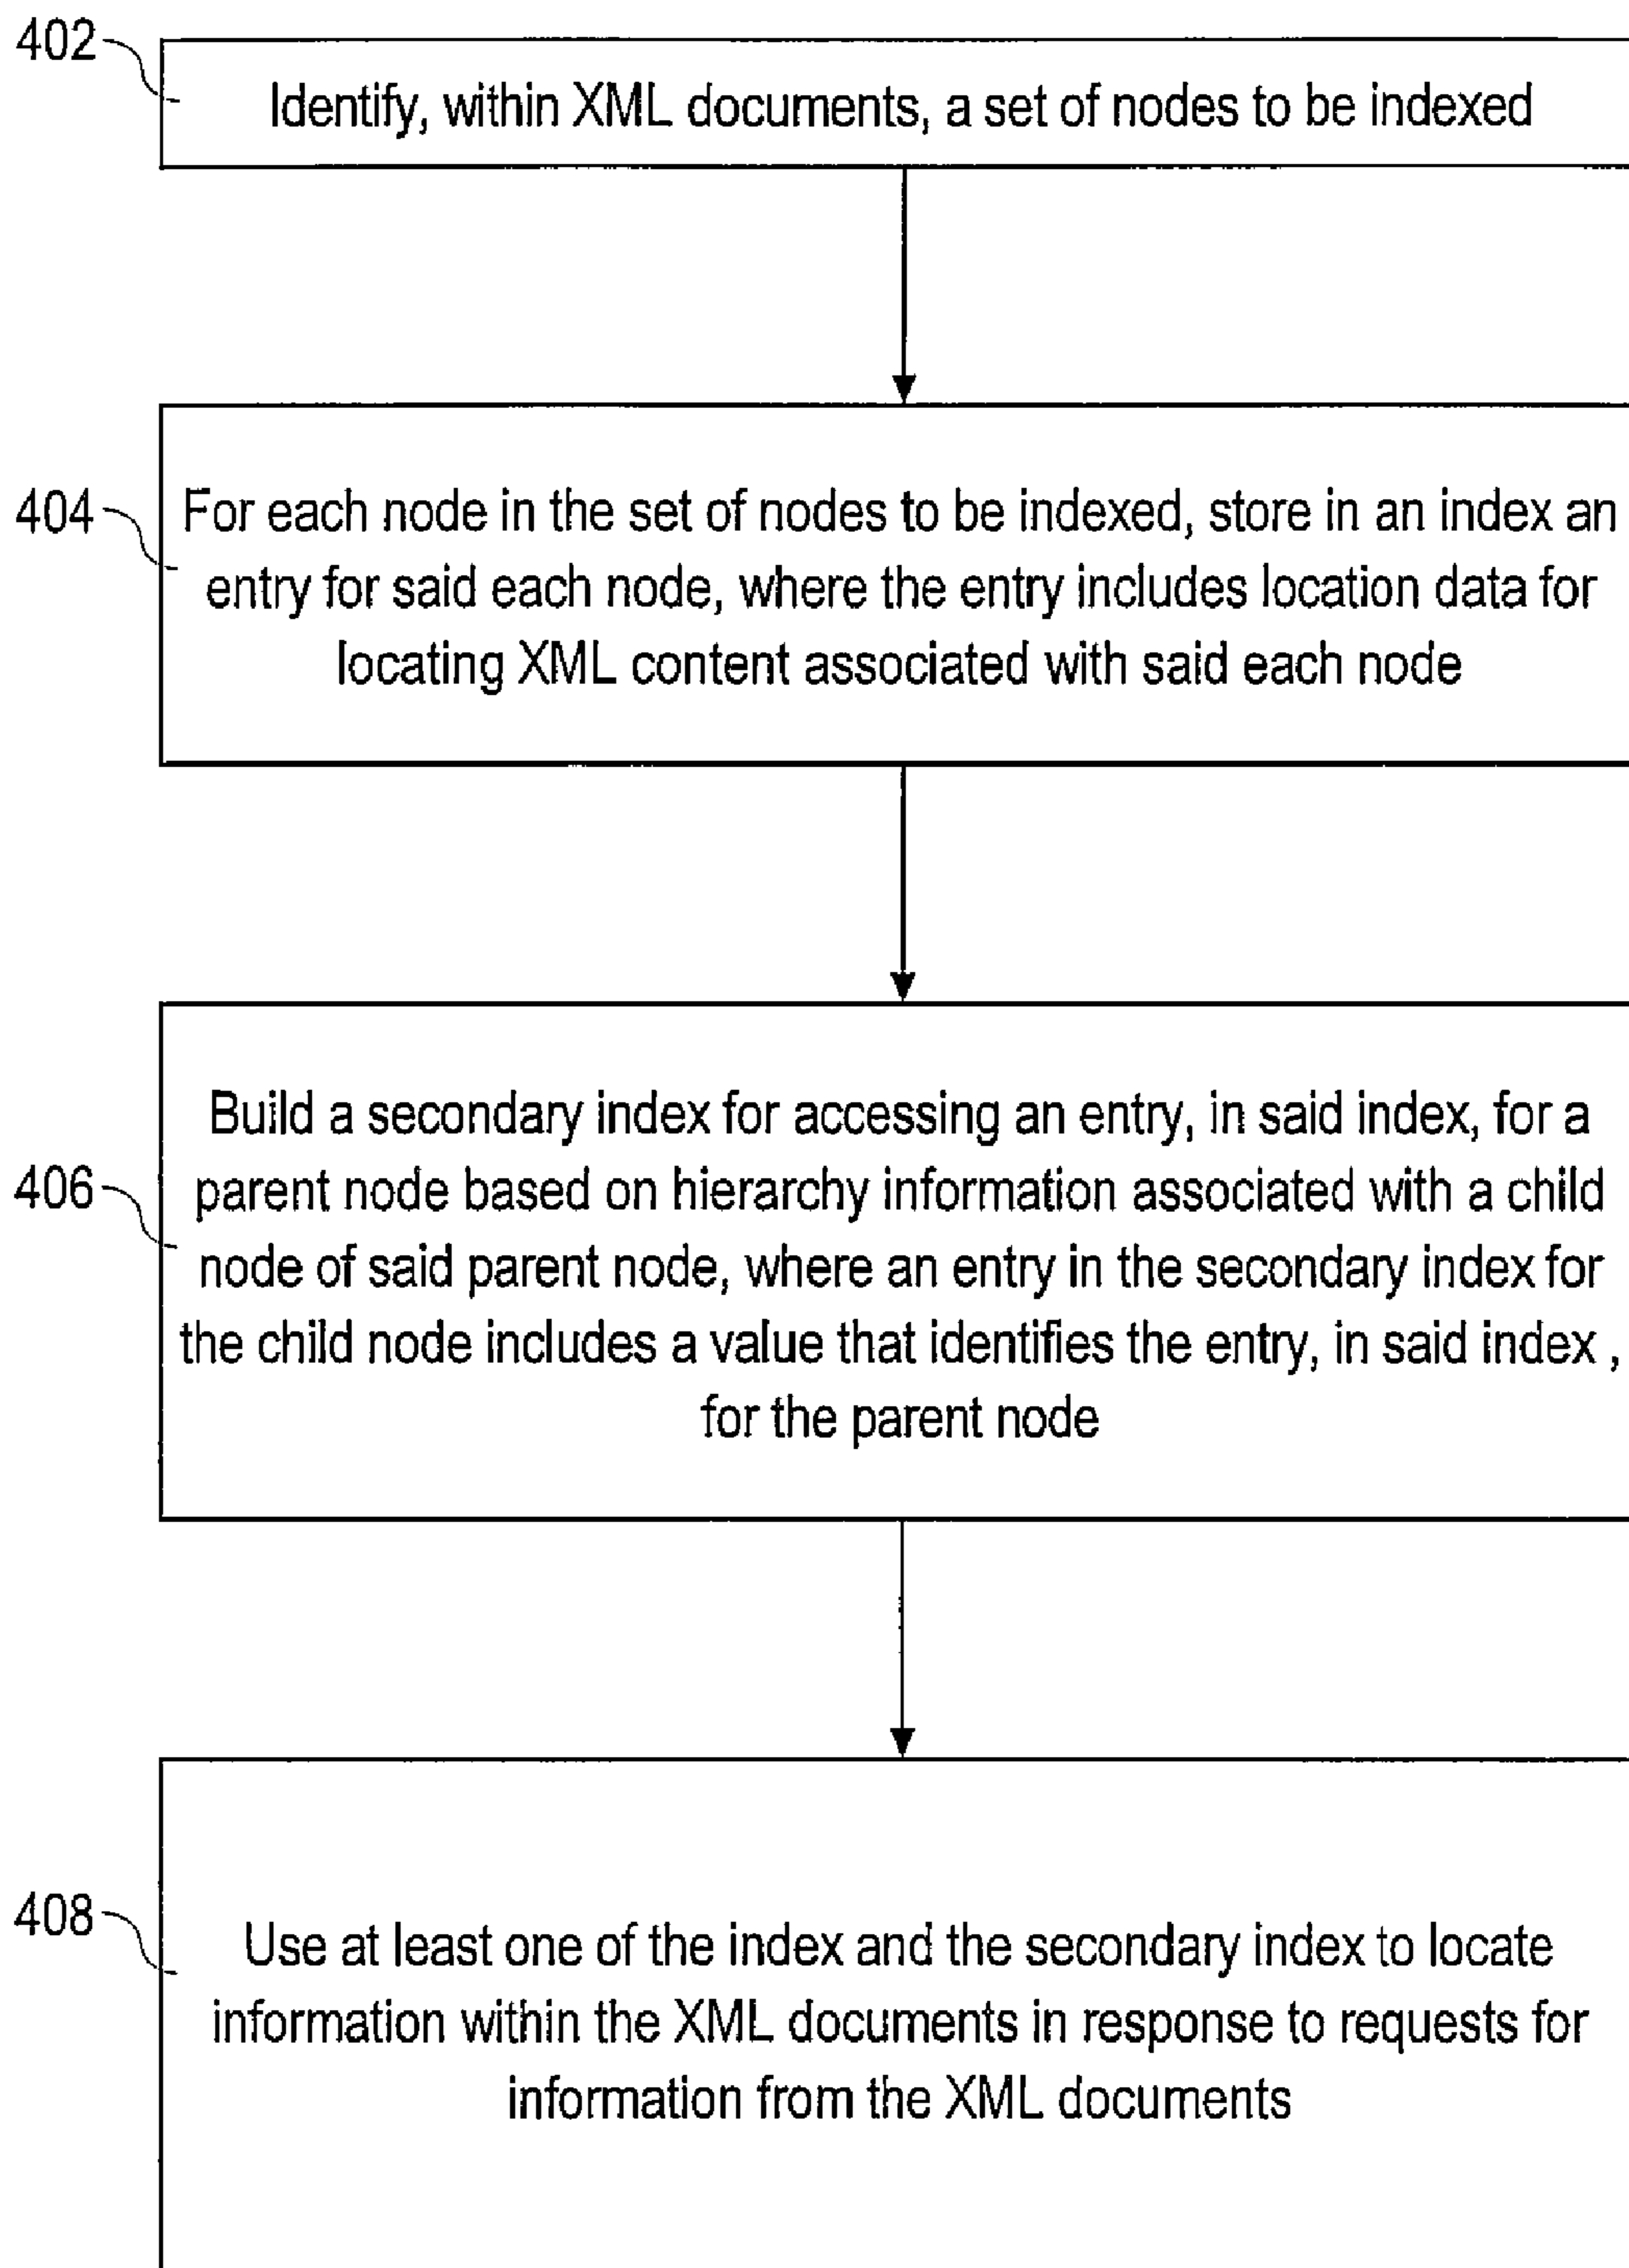 402
Identify, within XML documents, a set of nodes to be indexed
404
For each node in the set of nodes to be indexed, store in an index an
entry for said each node, where the entry includes location data for
locating XML content associated with said each node
406
Build a secondary index for accessing an entry, in said index, for a
parent node based on hierarchy information associated with a child
node of said parent node, where an entry in the secondary index for
the child node includes a value that identifies the entry, in said index ,
for the parent node
408
Use at least one of the index and the secondary index to locate
information within the XML documents in response to requests for
information from the XML documents